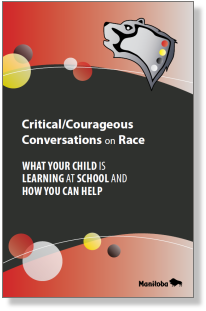 Critical/Courageous
Conversations on Race
WHAT YOUR CHILD IS
LEARNING AT SCHOOL AND
HOW YOU CAN HELP
Manitoba